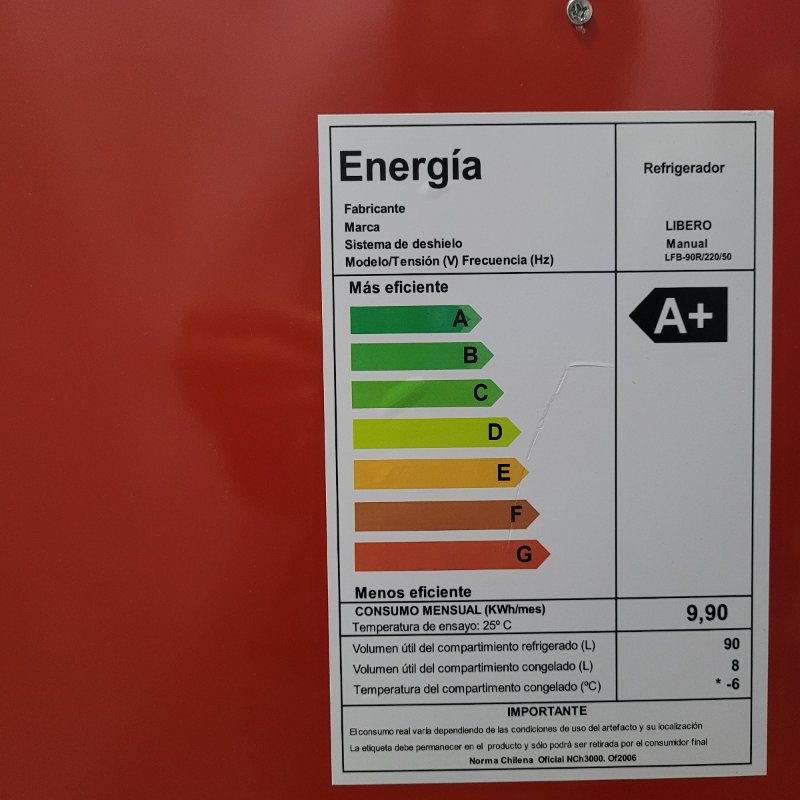 Energía
Refrigerador
Fabricante
Marca LIBERO
Sistema de deshielo Manual
Modelo/Tensión (V) Frecuencia (Hz) LFB-90R/220/50
Más eficiente
A A+
B
C
D
E
F
G
Menos eficiente
CONSUMO MENSUAL (KWh/mes) 9,90
Temperatura de ensayo: 25º C
Volumen útil del compartimiento refrigerado (L) 90
Volumen útil del compartimiento congelado (L) 8
Temperatura del compartimento congelado (ºC) * -6
IMPORTANTE
El consumo real varia dependiendo de las condiciones de uso del artefacto y su localización
La etiqueta debe permanecer en el producto y sólo podrá ser retirada por el consumidor final
Norma Chilena Oficial NCh3000. Of2006